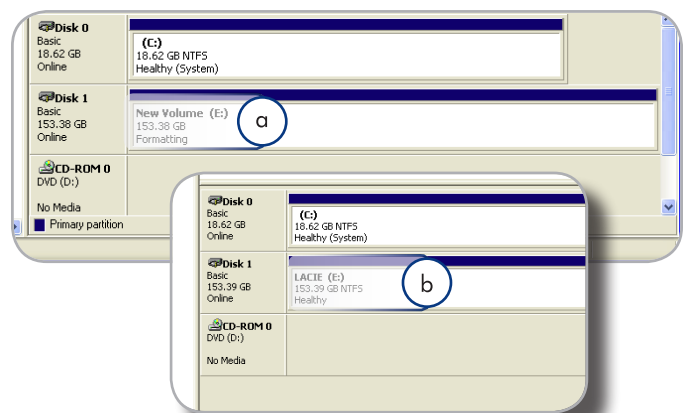 Disk 0
Basic
18.62 GB
Online
(C:)
18.62 GB NTFS
Healthy (System)
Disk 1
Basic
153.38 GB
Online
New Volume (E:)
153.38 GB
Formatting
a
CD-ROM 0
DVD (D:)
No Media
Primary partition
Disk 0
Basic
18.62 GB
Online
(C:)
18.62 GB NTFS
Healthy (System)
Disk 1
Basic
153.39 GB
Online
LACIE (E:)
153.39 GB NTFS
Healthy
b
CD-ROM 0
DVD (D:)
No Media